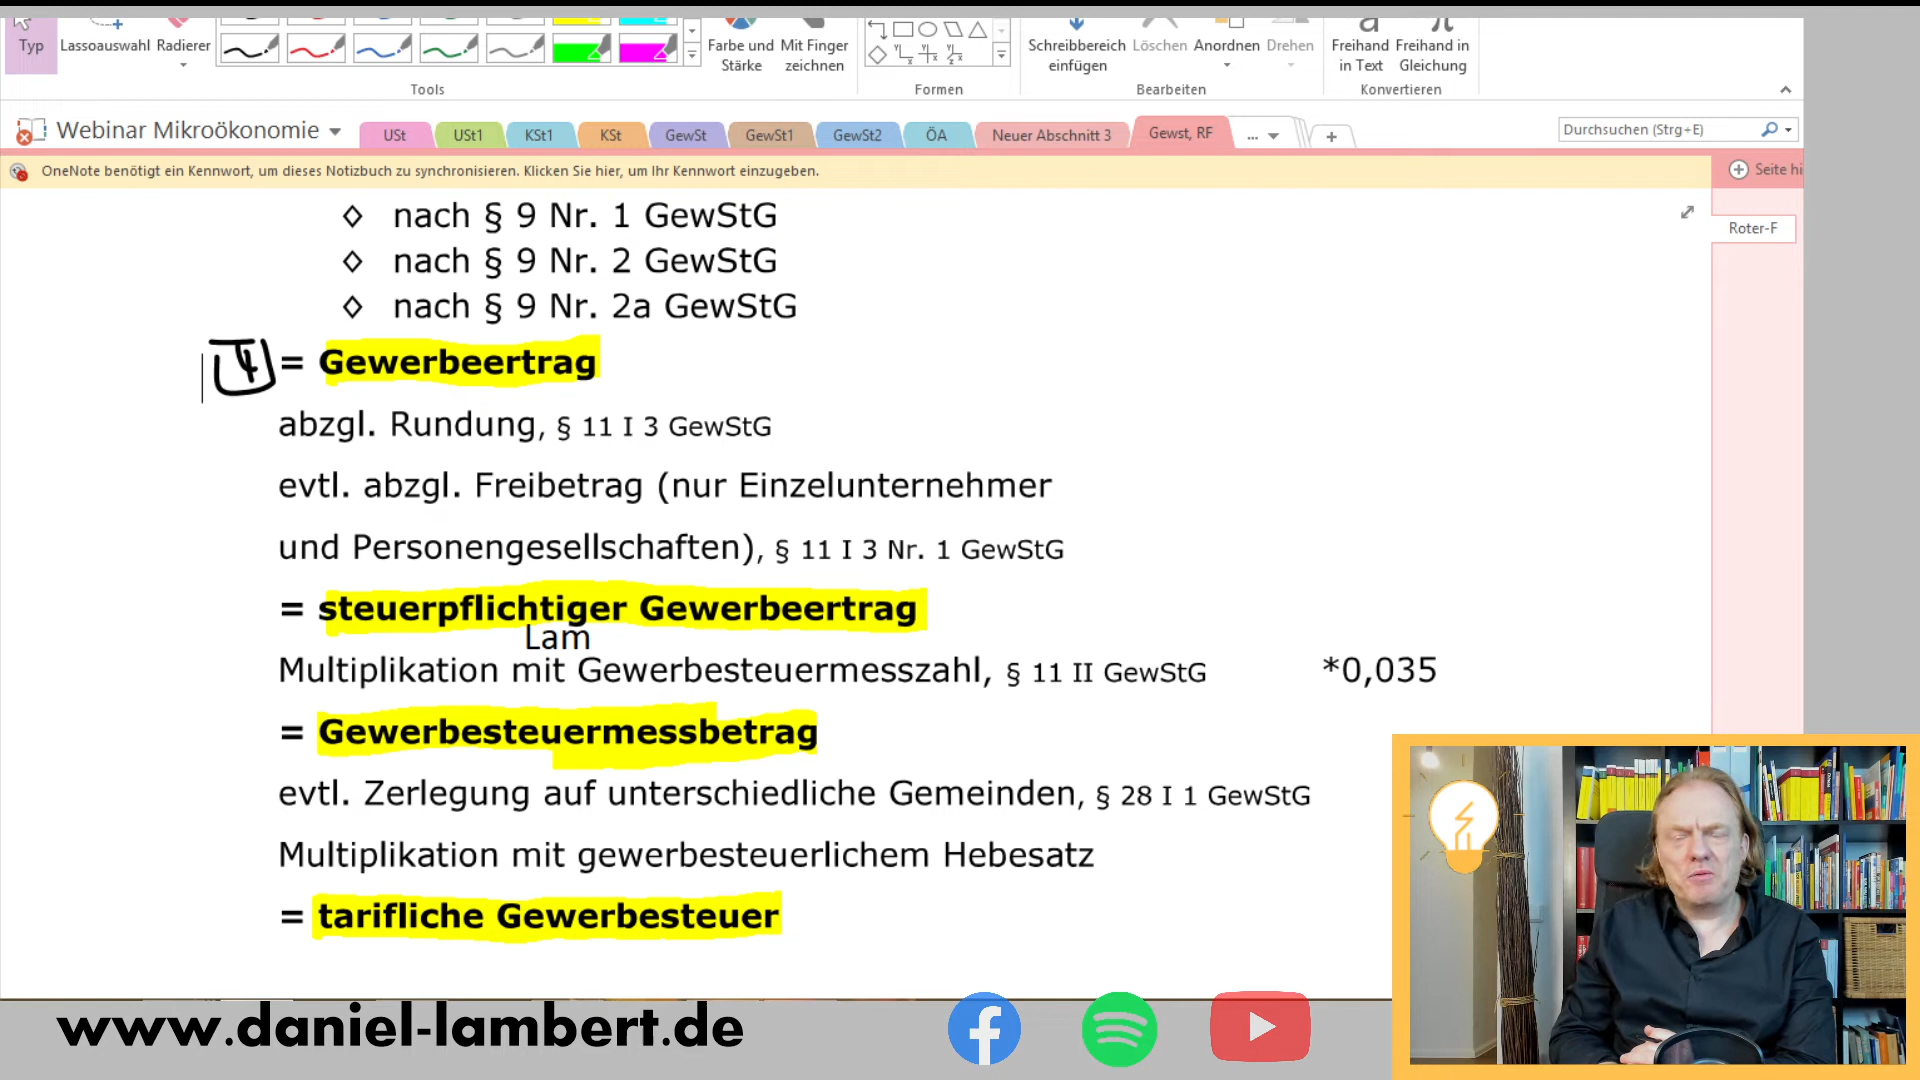 Typ
Lassoauswahl
Radierer
Farbe und Stärke
Mit Finger zeichnen
Schreibbereich einfügen
Löschen
Anordnen
Drehen
Freihand in Text
Freihand in Gleichung
Tools
Formen
Bearbeiten
Konvertieren
Webinar Mikroökonomie
USt
USt1
KSt1
KSt
GewSt
GewSt1
GewSt2
ÖA
Neuer Abschnitt 3
Gewst, RF
...
Durchsuchen (Strg+E)
OneNote benötigt ein Kennwort, um dieses Notizbuch zu synchronisieren. Klicken Sie hier, um Ihr Kennwort einzugeben.
Seite hi
Roter-F
◊ nach § 9 Nr. 1 GewStG
◊ nach § 9 Nr. 2 GewStG
◊ nach § 9 Nr. 2a GewStG
4 = Gewerbeertrag
abzgl. Rundung, § 11 I 3 GewStG
evtl. abzgl. Freibetrag (nur Einzelunternehmer
und Personengesellschaften), § 11 I 3 Nr. 1 GewStG
= steuerpflichtiger Gewerbeertrag
Lam
Multiplikation mit Gewerbesteuermesszahl, § 11 II GewStG *0,035
= Gewerbesteuermessbetrag
evtl. Zerlegung auf unterschiedliche Gemeinden, § 28 I 1 GewStG
Multiplikation mit gewerbesteuerlichem Hebesatz
= tarifliche Gewerbesteuer
www.daniel-lambert.de